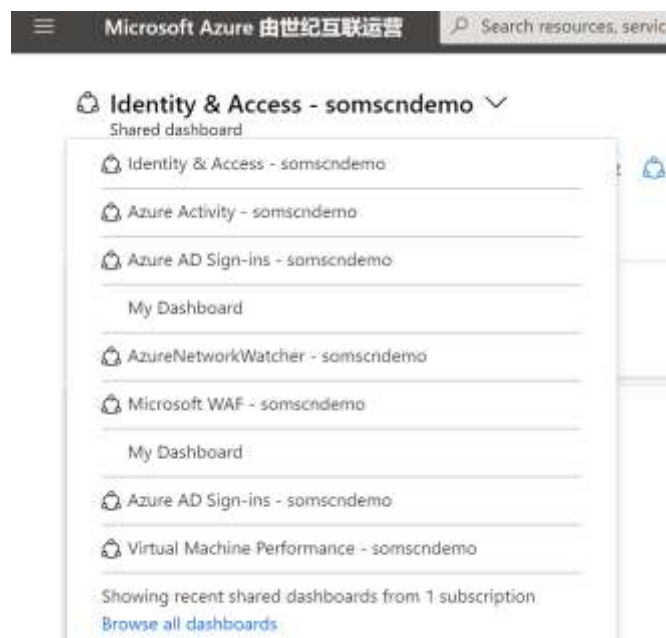 Microsoft Azure 由世纪互联运营
Search resources, servic
Identity & Access - somscndemo
Shared dashboard
Identity & Access - somscndemo
Azure Activity - somscndemo
Azure AD Sign-ins - somscndemo
My Dashboard
AzureNetworkWatcher - somscndemo
Microsoft WAF - somscndemo
My Dashboard
Azure AD Sign-ins - somscndemo
Virtual Machine Performance - somscndemo
Showing recent shared dashboards from 1 subscription
Browse all dashboards